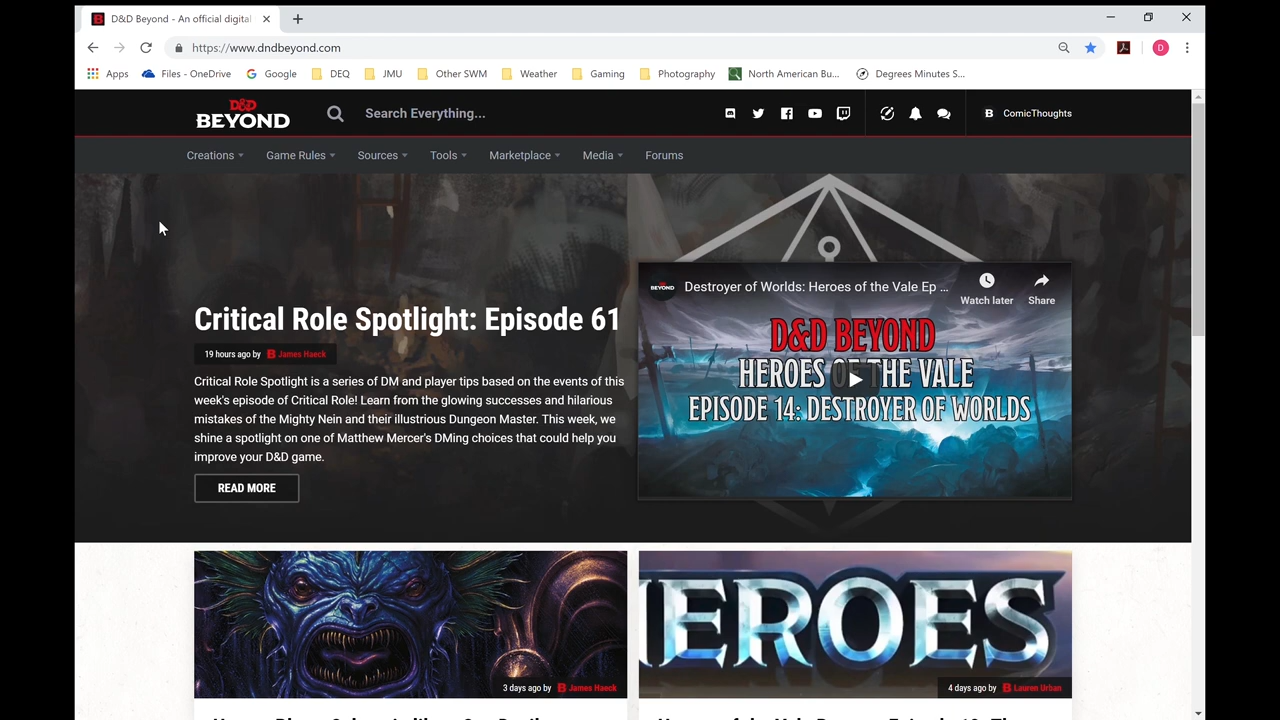 D&D Beyond - An official digital
https://www.dndbeyond.com
D
Apps
Files - OneDrive
Google
DEQ
JMU
Other SWM
Weather
Gaming
Photography
North American Bu...
Degrees Minutes S...
D&D
BEYOND
Search Everything...
ComicThoughts
Creations
Game Rules
Sources
Tools
Marketplace
Media
Forums
Critical Role Spotlight: Episode 61
19 hours ago by James Haeck
Critical Role Spotlight is a series of DM and player tips based on the events of this
week's episode of Critical Role! Learn from the glowing successes and hilarious
mistakes of the Mighty Nein and their illustrious Dungeon Master. This week, we
shine a spotlight on one of Matthew Mercer's DMing choices that could help you
improve your D&D game.
READ MORE
BEYOND
Destroyer of Worlds: Heroes of the Vale Ep ...
Watch later
Share
D&D BEYOND
HEROES OF THE VALE
EPISODE 14: DESTROYER OF WORLDS
3 days ago by James Haeck
HEROES
4 days ago by Lauren Urban